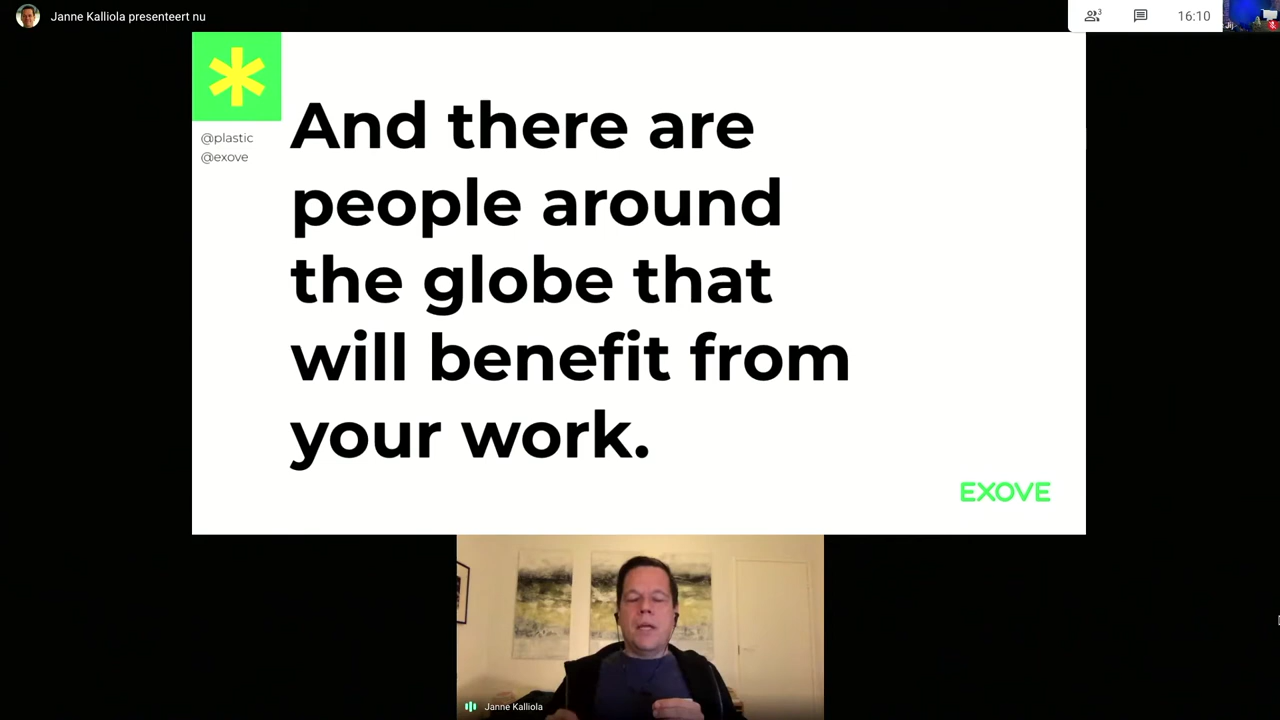 Janne Kalliola presenteert nu
3
16:10
@plastic
@exove
And there are
people around
the globe that
will benefit from
your work.
EXOVE
Janne Kalliola